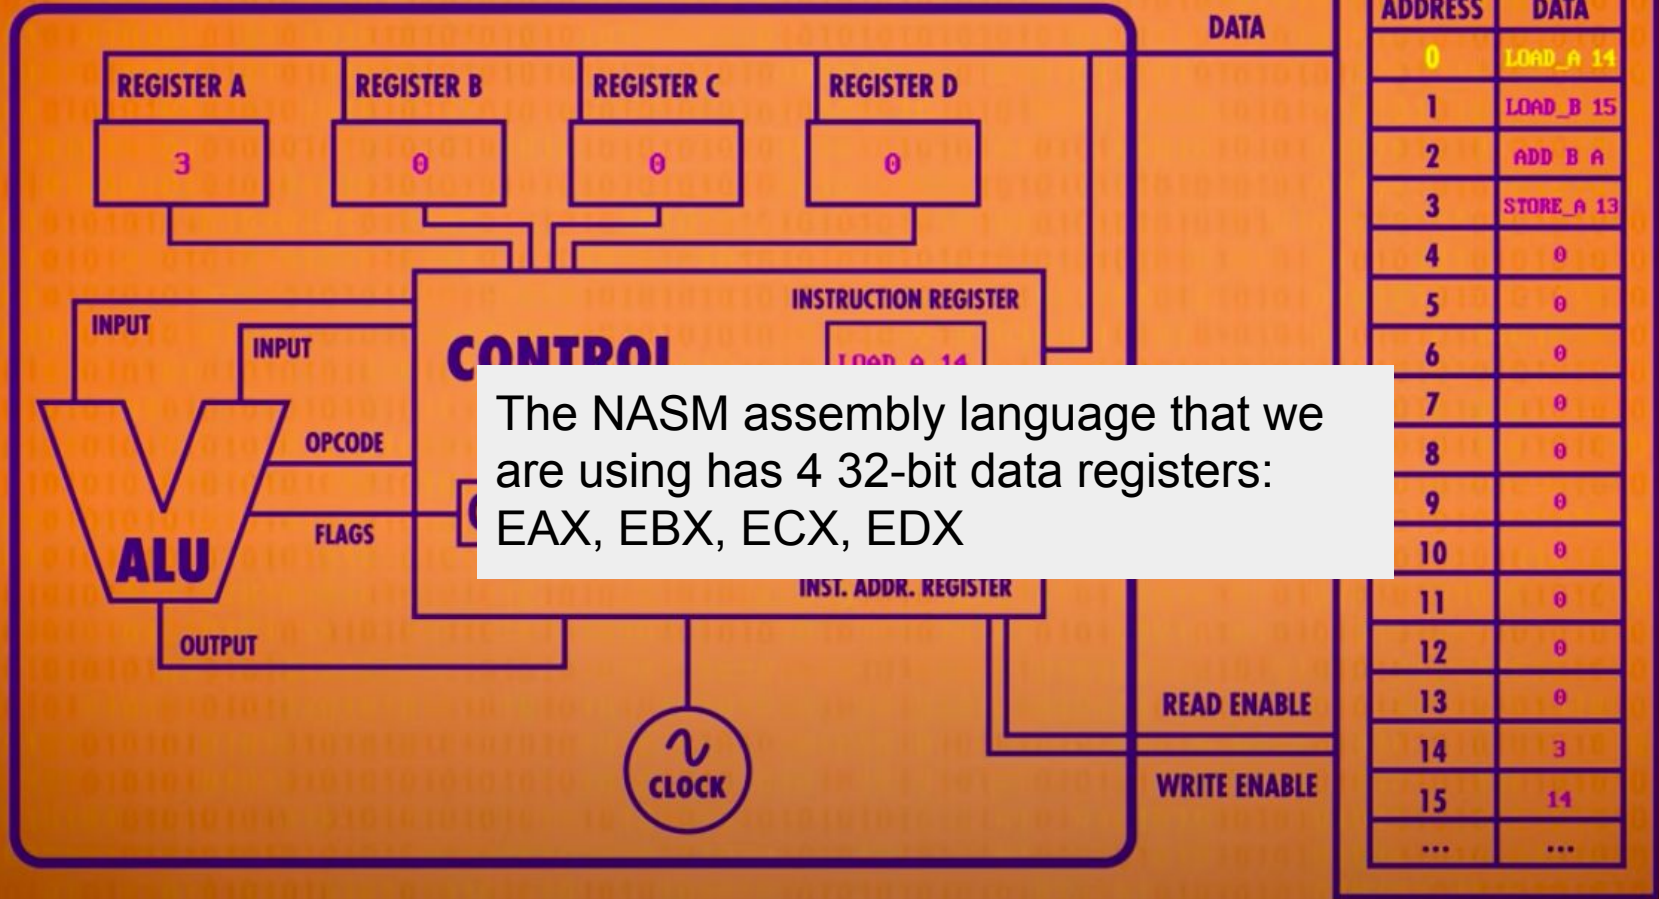 ADDRESS DATA
DATA
0 LOAD_A 14
REGISTER A REGISTER B REGISTER C REGISTER D
1 LOAD_B 15
3 0 0 0
2 ADD B A
3 STORE_A 13
4 0
INSTRUCTION REGISTER
5 0
INPUT
INPUT
CONTROL
LOAD_A 14
6 0
The NASM assembly language that we
are using has 4 32-bit data registers:
EAX, EBX, ECX, EDX
7 0
OPCODE
8 0
9 0
FLAGS
10 0
ALU
INST. ADDR. REGISTER
11 0
OUTPUT
12 0
READ ENABLE
13 0
14 3
CLOCK
WRITE ENABLE
15 14
... ...